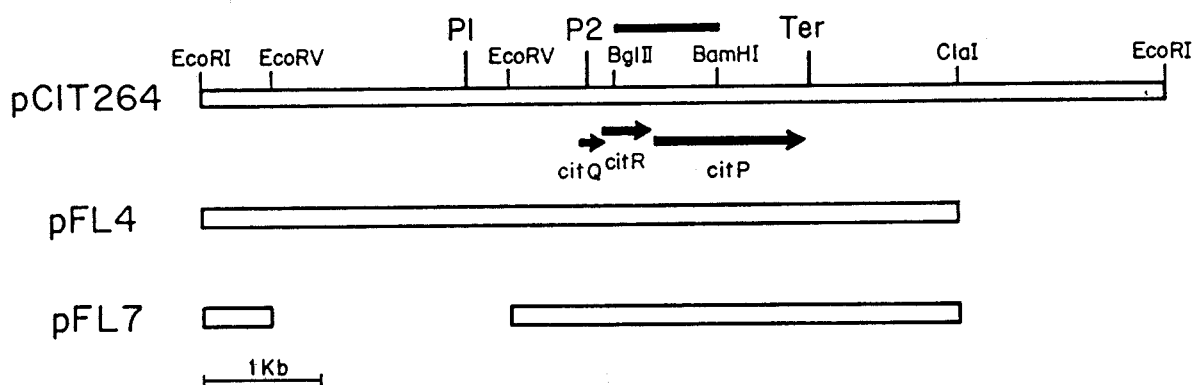 P1 P2 Ter
EcoRI EcoRV EcoRV BglII BamHI ClaI EcoRI
pCIT264
citQ citR citP
pFL4
pFL7
1Kb